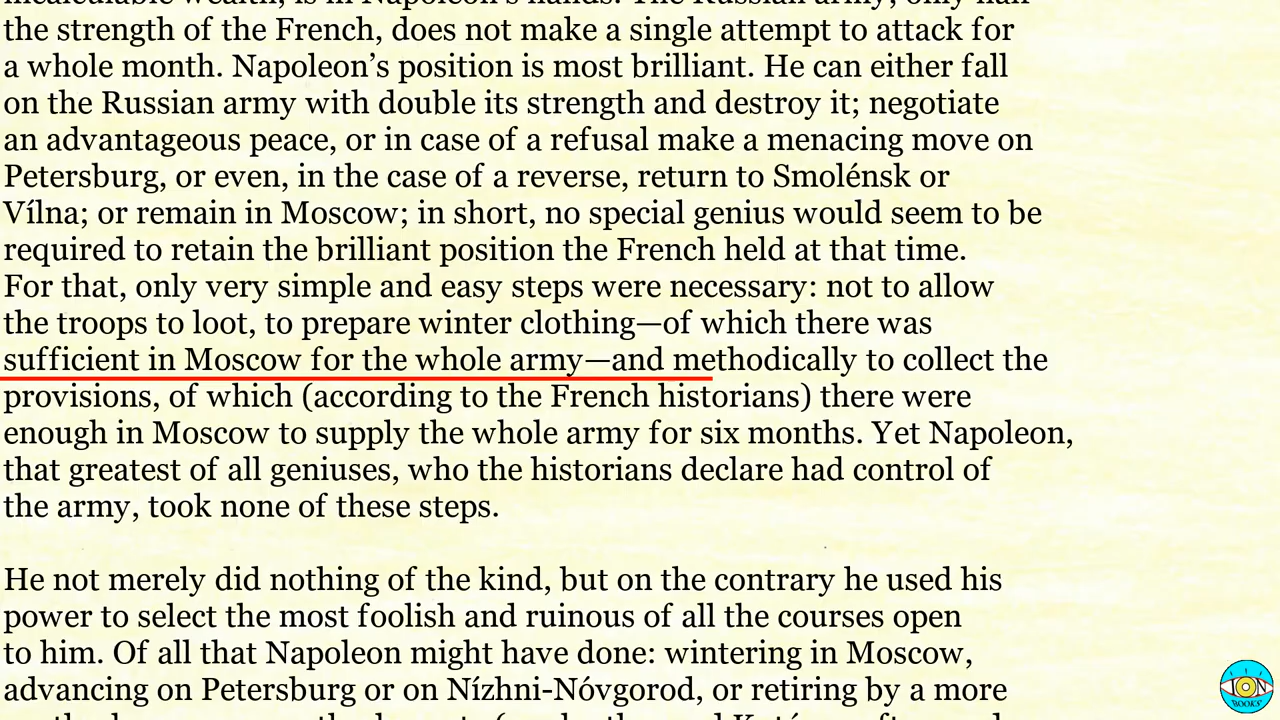 the strength of the French, does not make a single attempt to attack for
a whole month. Napoleon’s position is most brilliant. He can either fall
on the Russian army with double its strength and destroy it; negotiate
an advantageous peace, or in case of a refusal make a menacing move on
Petersburg, or even, in the case of a reverse, return to Smolénsk or
Vílna; or remain in Moscow; in short, no special genius would seem to be
required to retain the brilliant position the French held at that time.
For that, only very simple and easy steps were necessary: not to allow
the troops to loot, to prepare winter clothing—of which there was
sufficient in Moscow for the whole army—and methodically to collect the
provisions, of which (according to the French historians) there were
enough in Moscow to supply the whole army for six months. Yet Napoleon,
that greatest of all geniuses, who the historians declare had control of
the army, took none of these steps.
He not merely did nothing of the kind, but on the contrary he used his
power to select the most foolish and ruinous of all the courses open
to him. Of all that Napoleon might have done: wintering in Moscow,
advancing on Petersburg or on Nízhni-Nóvgorod, or retiring by a more
ION
BOOKS